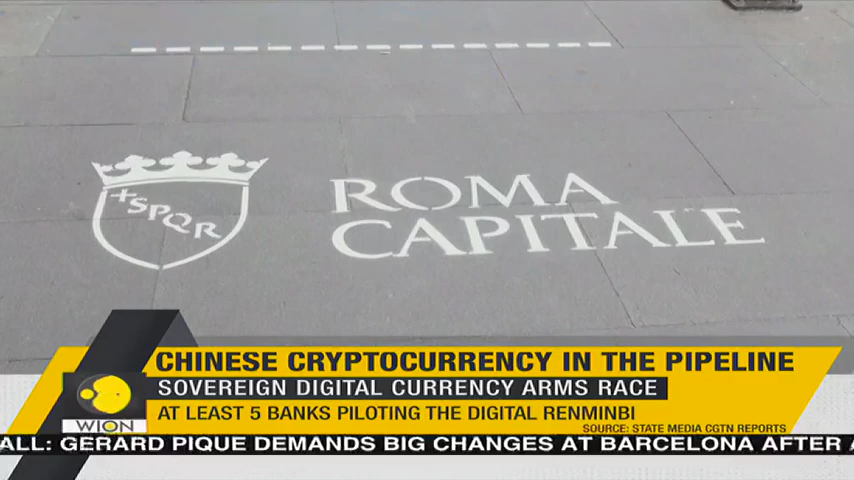 +SPQR
ROMA
CAPITALE
CHINESE CRYPTOCURRENCY IN THE PIPELINE
SOVEREIGN DIGITAL CURRENCY ARMS RACE
AT LEAST 5 BANKS PILOTING THE DIGITAL RENMINBI
WION
SOURCE: STATE MEDIA CGTN REPORTS
ALL: GERARD PIQUE DEMANDS BIG CHANGES AT BARCELONA AFTER